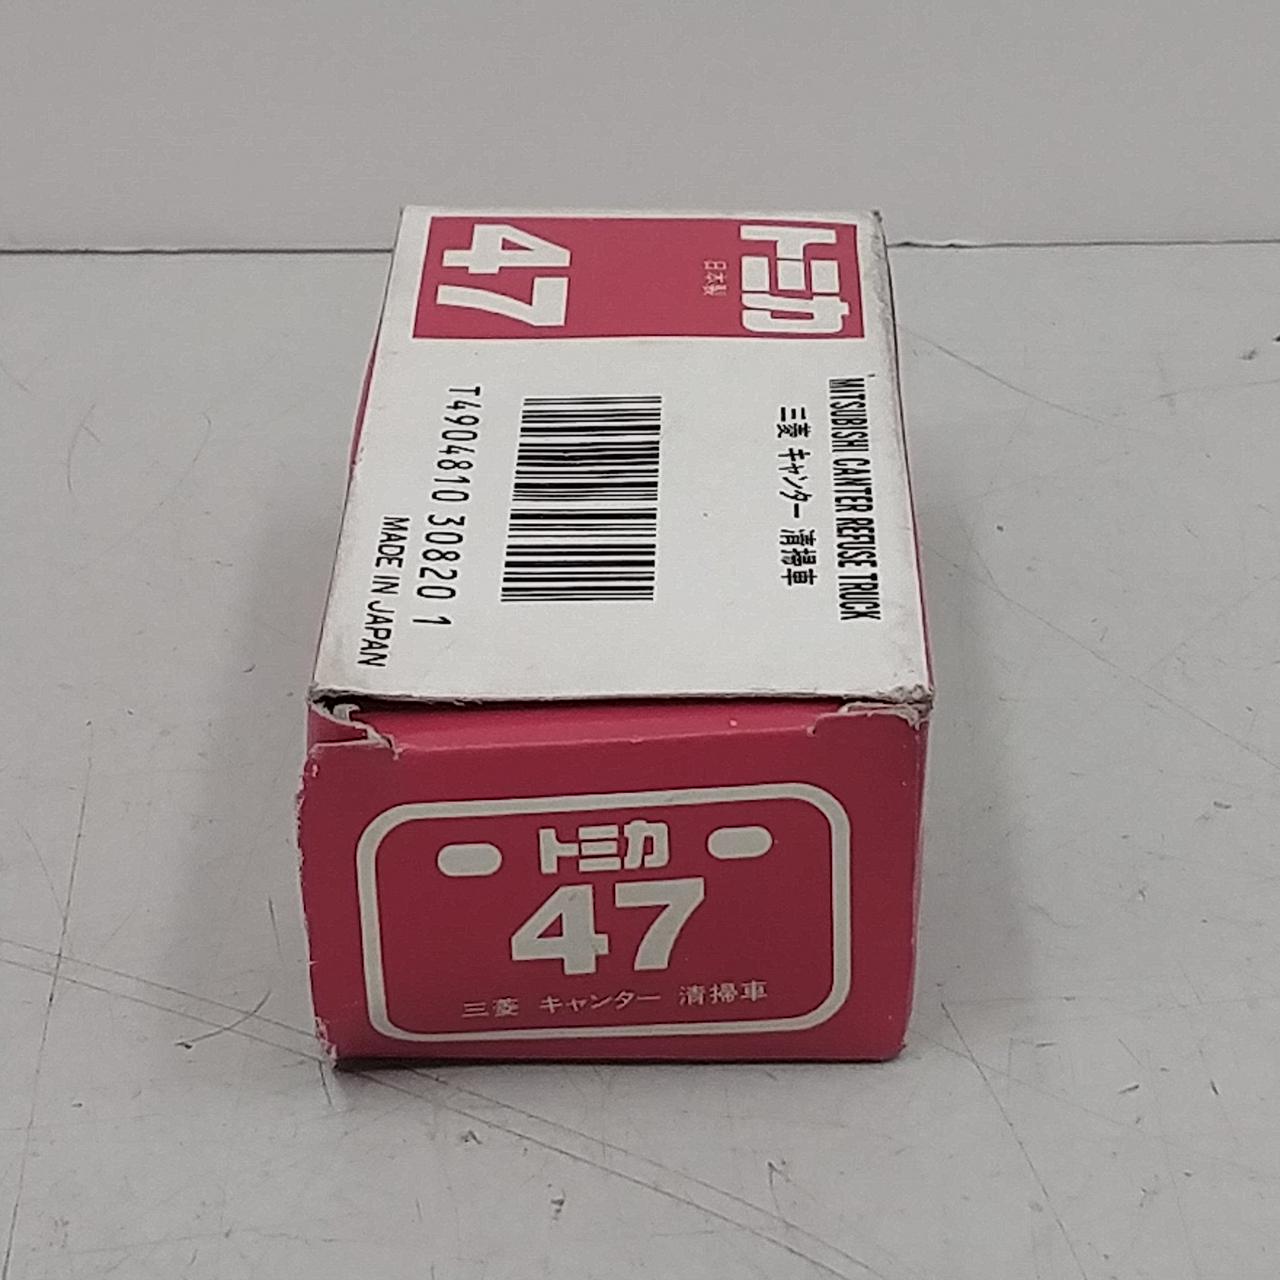 トミカ
日本製
47
MITSUBISHI CANTER REFUSE TRUCK
三菱 キャンター 清掃車
T4904810 30820 1
MADE IN JAPAN
トミカ
47
三菱 キャンター 清掃車